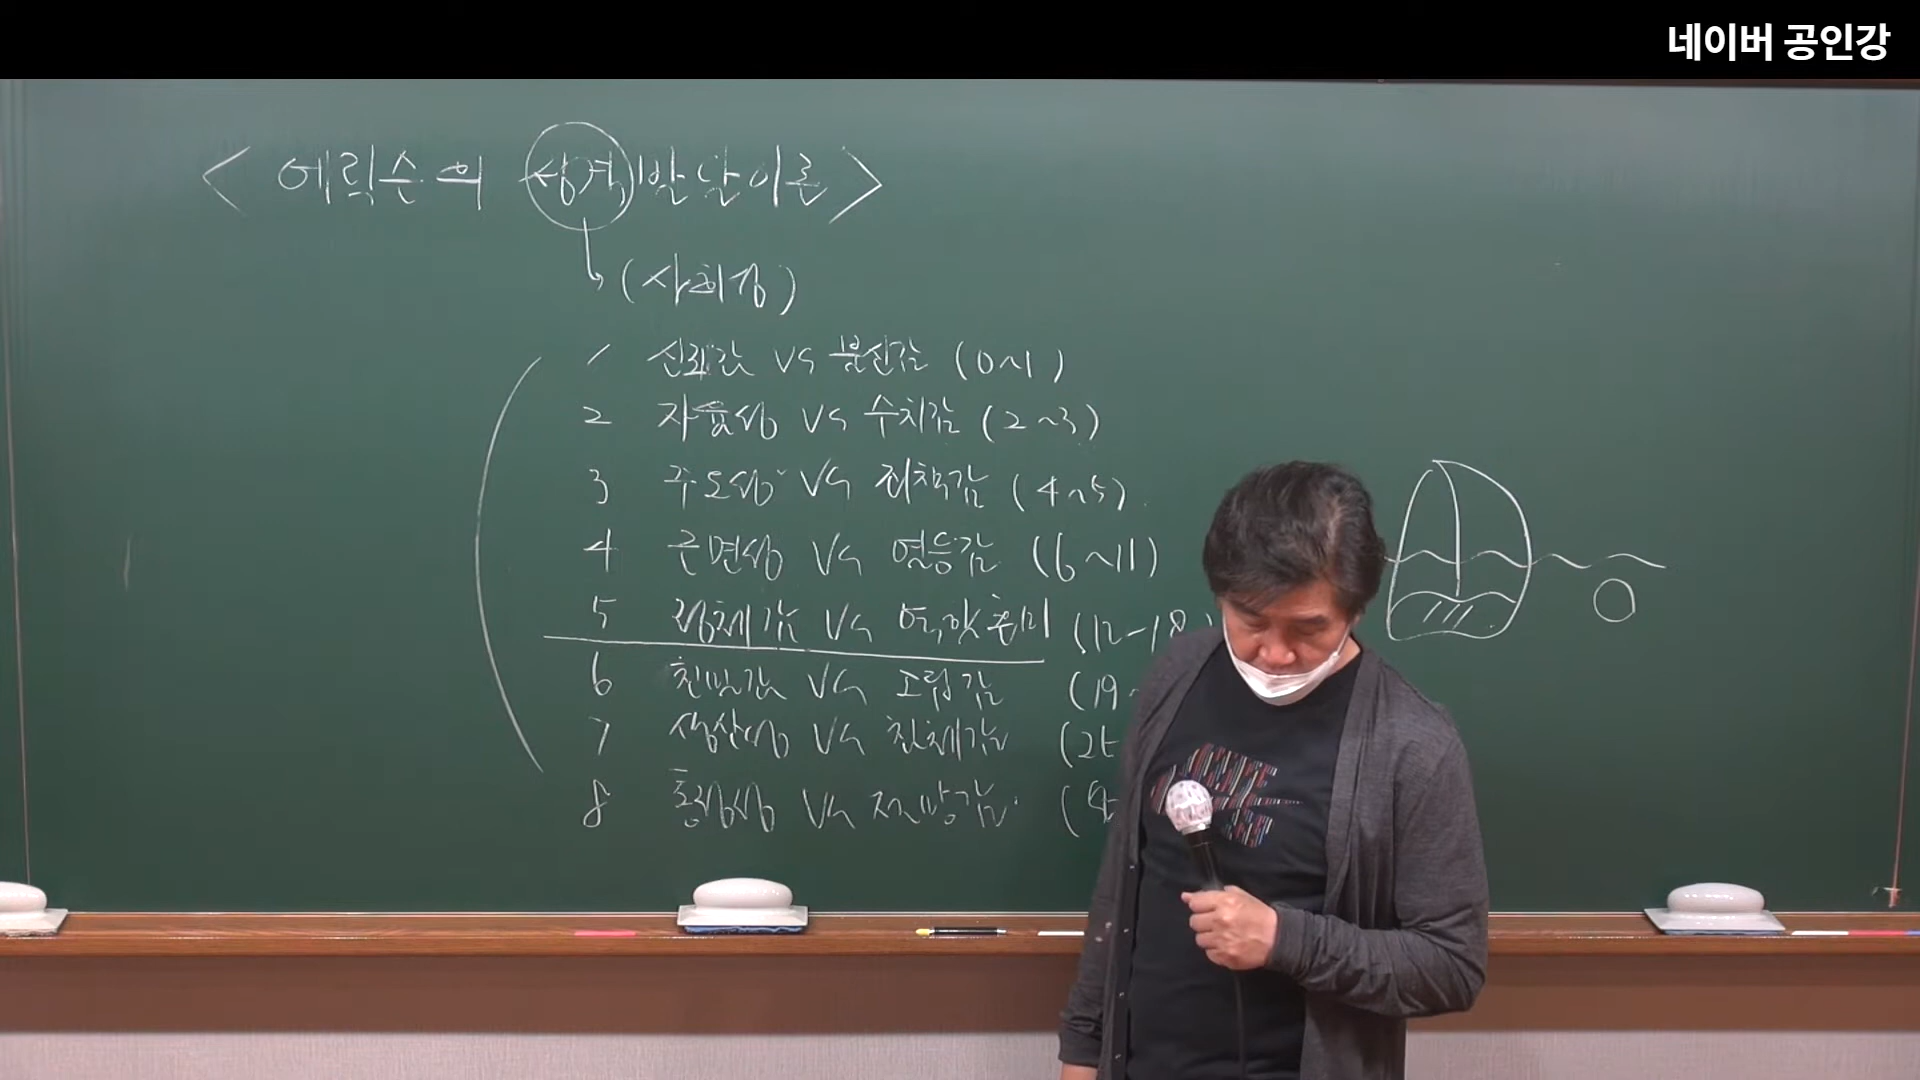 네이버 공인강
< 에릭슨의 성격발달이론 >
(사회성)
1 신뢰감 VS 불신감 (0~1)
2 자율성 VS 수치감 (2~3)
3 주도성 VS 죄책감 (4~5)
4 근면성 VS 열등감 (6~11)
5 정체감 VS 역할혼미 (12~18)
6 친밀감 VS 고립감 (19~
7 생산성 VS 침체감 (25
8 통정성 VS 절망감 (